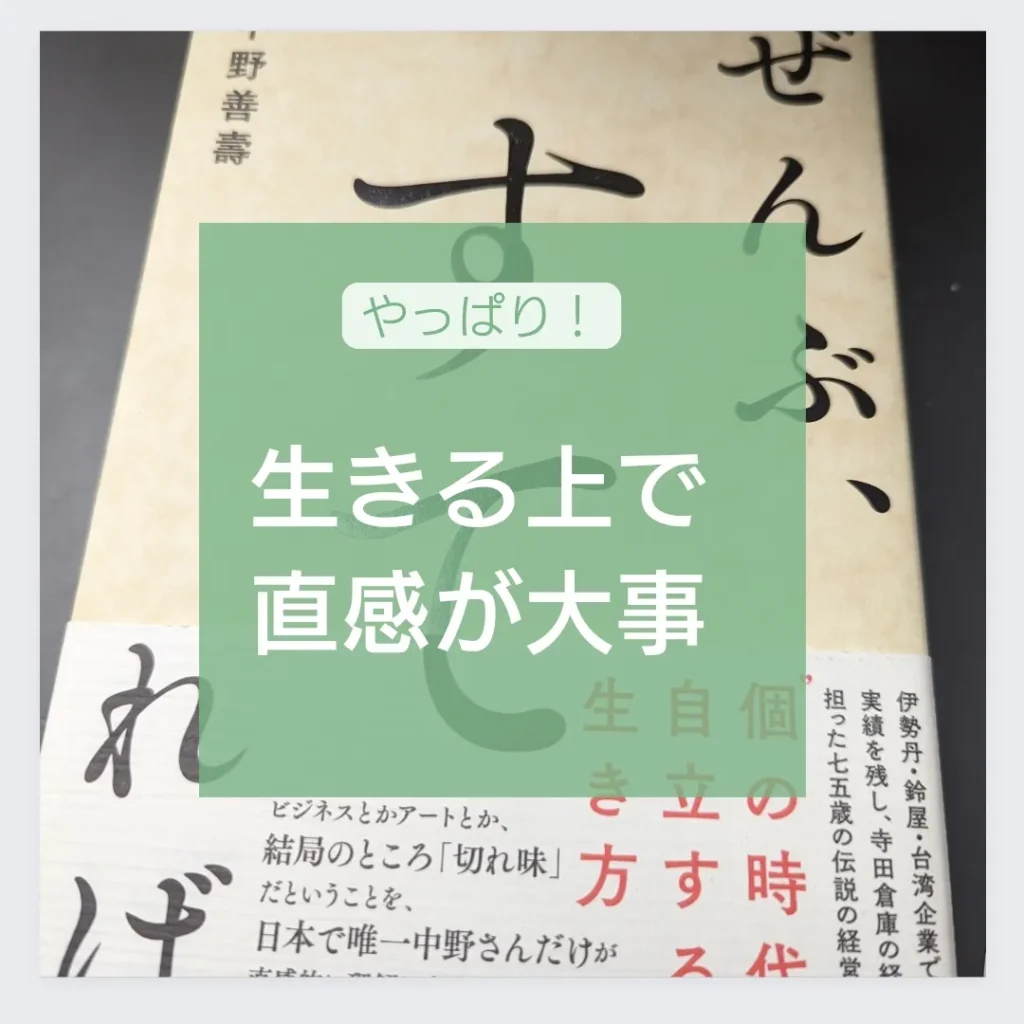 やっぱり！
生きる上で
直感が大事
ぜんぶ、
すて
れば
中野善壽
"個の時代
自立する
生き方
伊勢丹・鈴屋・台湾企業で
実績を残し、寺田倉庫の経
担った七五歳の伝説の経営
ビジネスとかアートとか、
結局のところ「切れ味」
だということを、
日本で唯一中野さんだけが